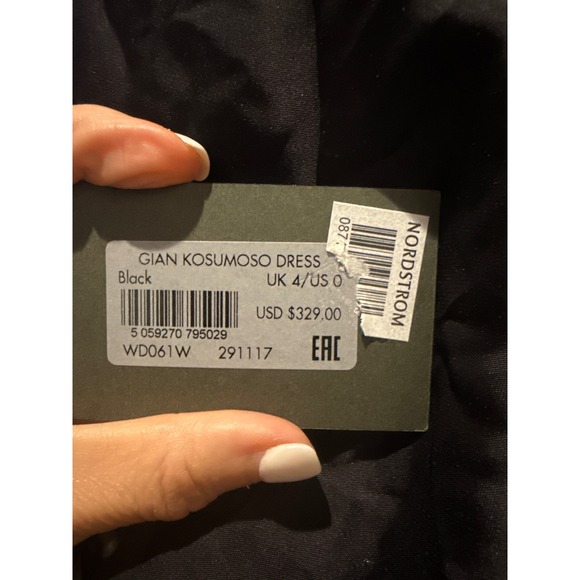 GIAN KOSUMOSO DRESS
Black UK 4/US 0
USD $329.00
5 059270 795029
WD061W 291117 EAC
NORDSTROM
087